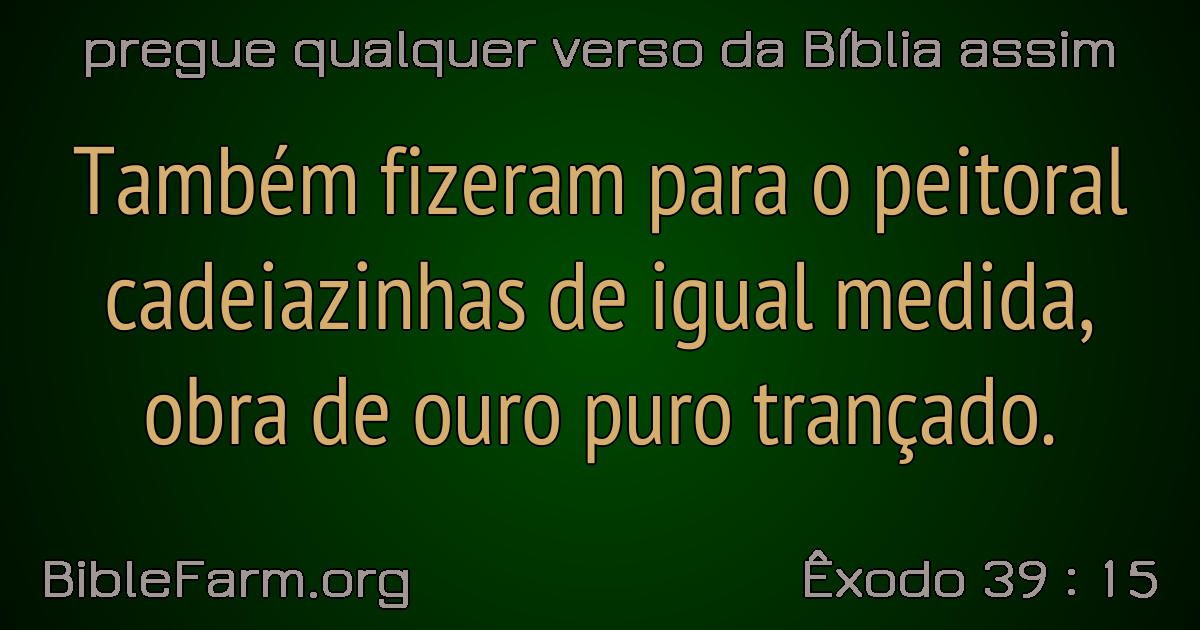 pregue qualquer verso da Bíblia assim
Também fizeram para o peitoral
cadeiazinhas de igual medida,
obra de ouro puro trançado.
BibleFarm.org
Êxodo 39 : 15